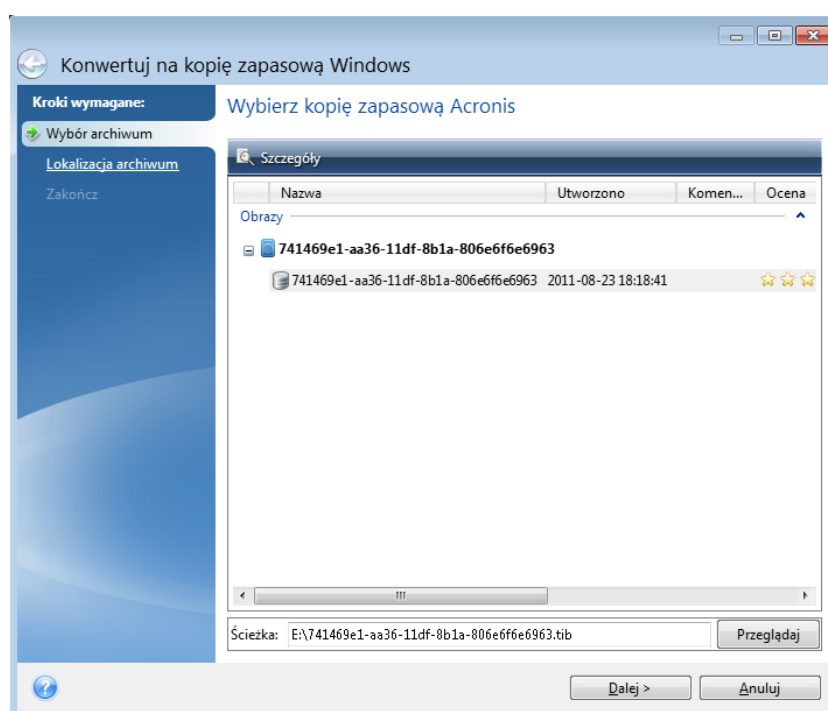 Konwertuj na kopię zapasową Windows
Kroki wymagane:
Wybór archiwum
Lokalizacja archiwum
Zakończ
Wybierz kopię zapasową Acronis
Szczegóły
Nazwa Utworzono Komen... Ocena
Obrazy
741469e1-aa36-11df-8b1a-806e6f6e6963
741469e1-aa36-11df-8b1a-806e6f6e6963 2011-08-23 18:18:41
Ścieżka: E:\741469e1-aa36-11df-8b1a-806e6f6e6963.tib Przeglądaj
Dalej > Anuluj